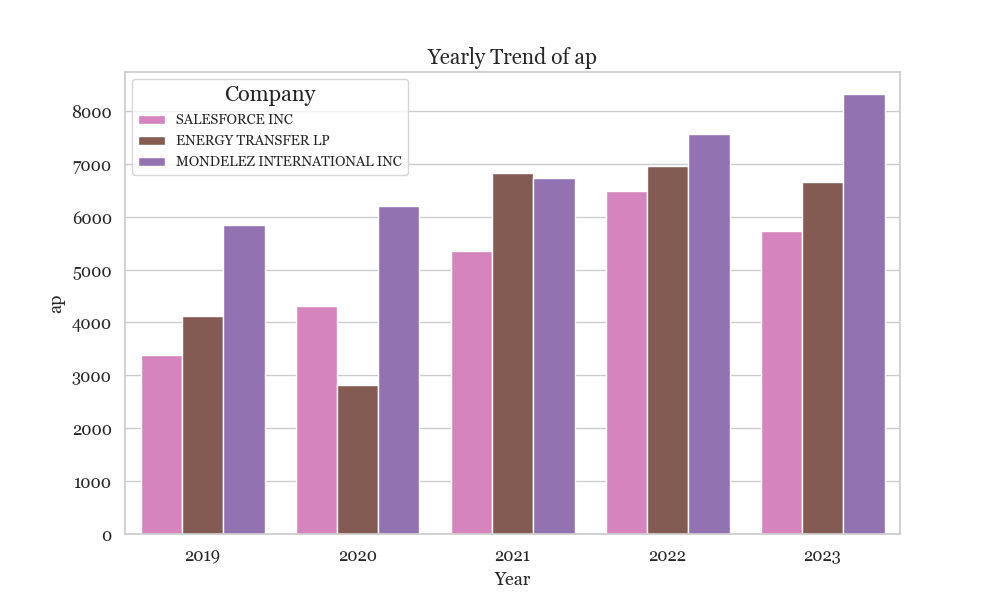 Yearly Trend of ap
Company
SALESFORCE INC
ENERGY TRANSFER LP
MONDELEZ INTERNATIONAL INC
8000
7000
6000
5000
4000
3000
2000
1000
0
ap
2019 2020 2021 2022 2023
Year